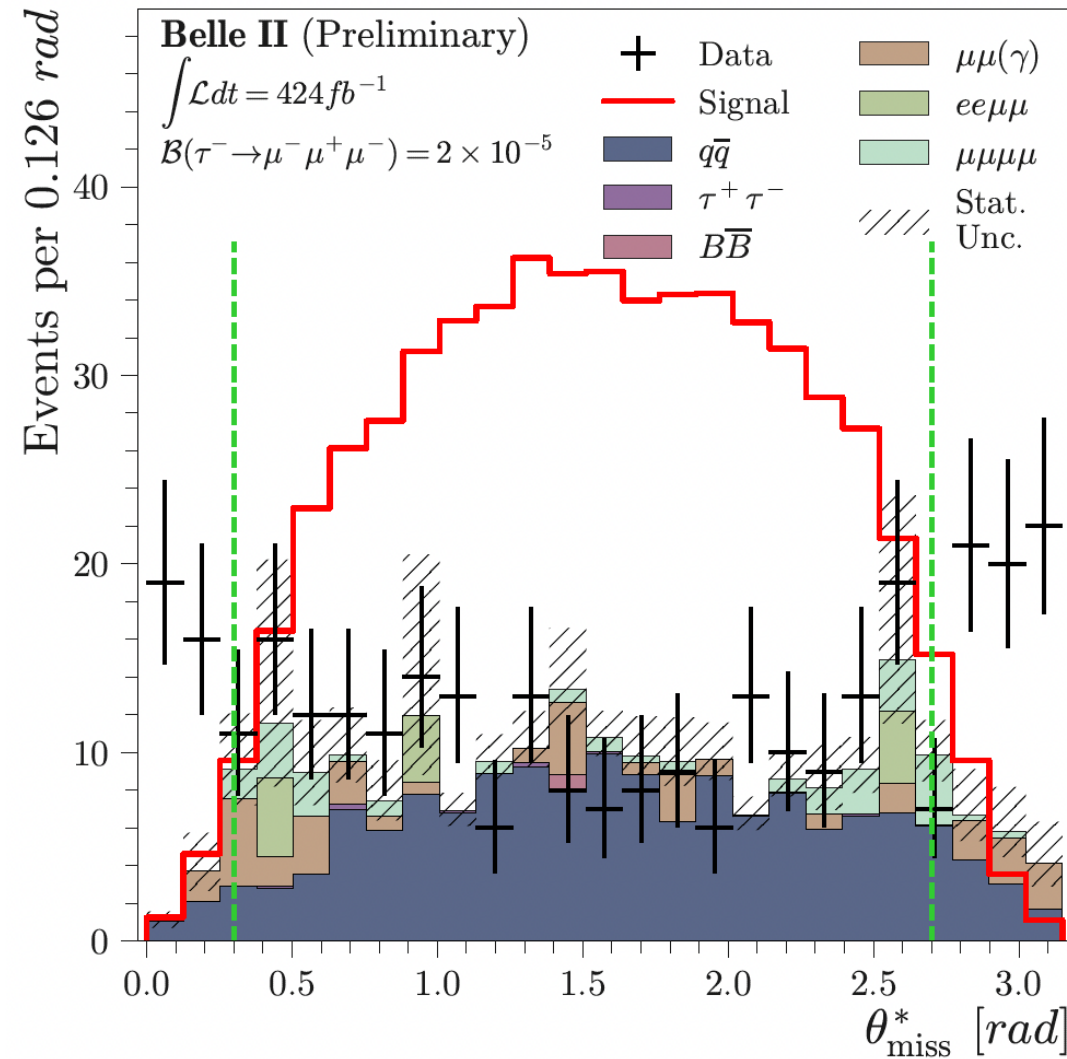 Belle II (Preliminary)
∫ℒdt = 424 fb⁻¹
ℬ(τ⁻→μ⁻ μ⁺ μ⁻) = 2 × 10⁻⁵
Data
Signal
qq̅
τ⁺ τ⁻
BB̅
μμ(γ)
eeμμ
μμμμ
Stat.
Unc.
Events per 0.126 rad
40
30
20
10
0
0.0 0.5 1.0 1.5 2.0 2.5 3.0
θ*miss [rad]